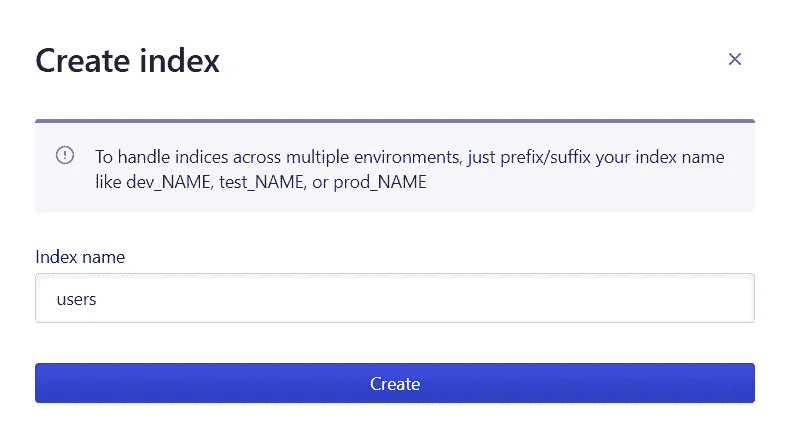 Create index
To handle indices across multiple environments, just prefix/suffix your index name
like dev_NAME, test_NAME, or prod_NAME
Index name
users
Create